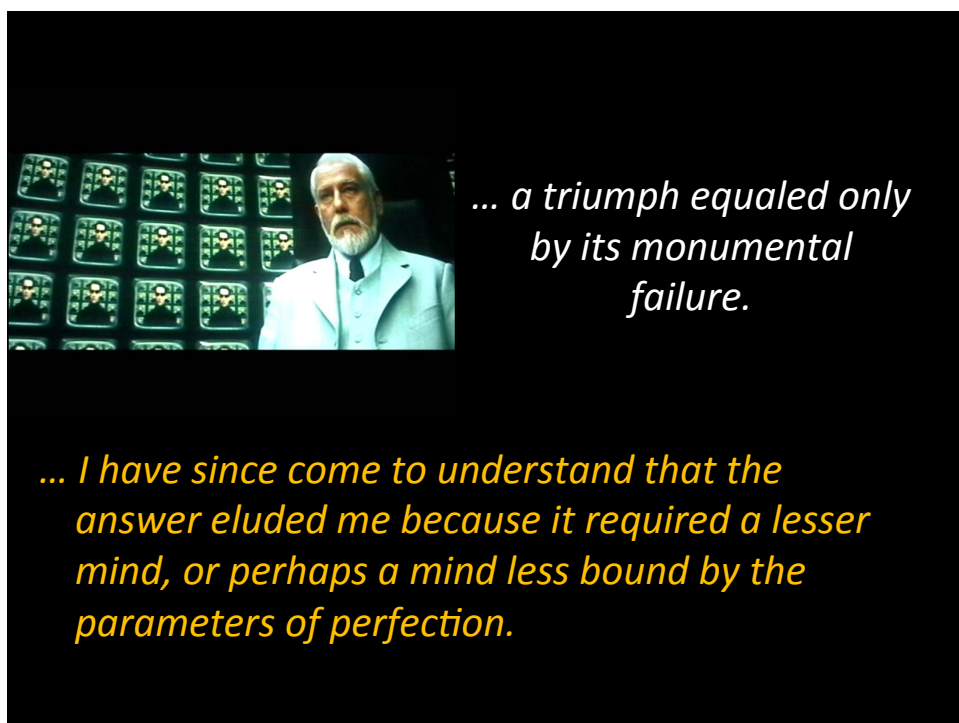 … a triumph equaled only
by its monumental
failure.
… I have since come to understand that the
answer eluded me because it required a lesser
mind, or perhaps a mind less bound by the
parameters of perfection.